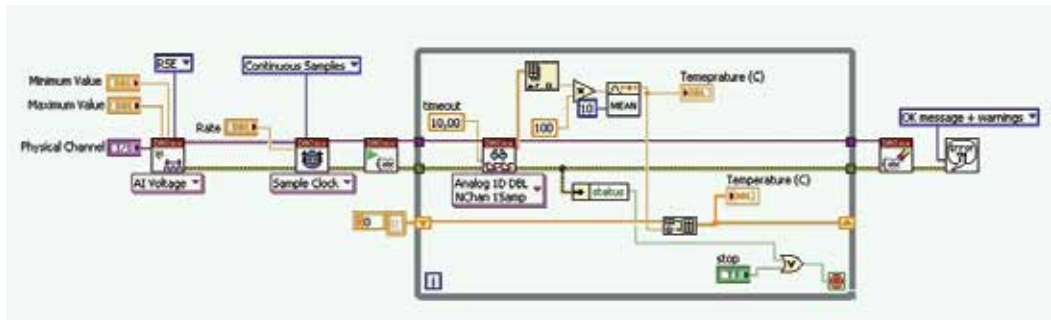 RSE
Continuous Samples
Minimum Value
Maximum Value
Rate
Physical Channel
AI Voltage
Sample Clock
timeout
10,00
100
10
MEAN
Temeprature (C)
Analog 1D DBL
NChan 1Samp
status
Temperature (C)
0
stop
i
OK message + warnings